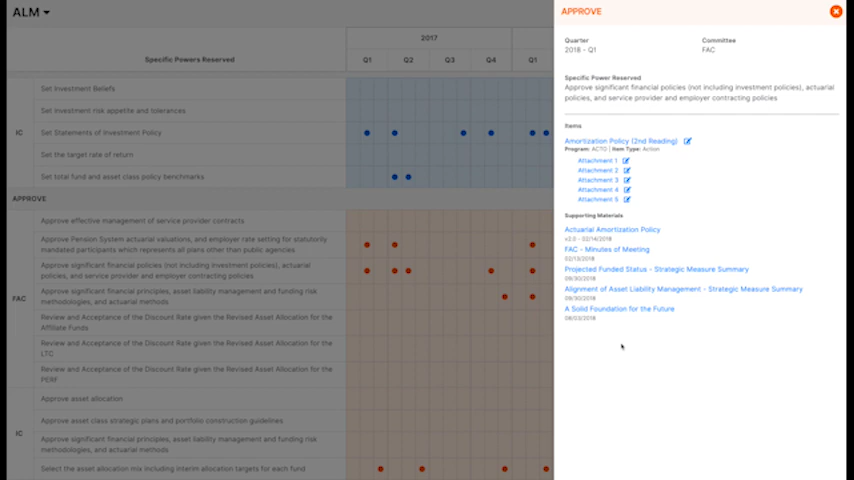 ALM
2017
Specific Powers Reserved
Q1 Q2 Q3 Q4 Q1
Set Investment Beliefs
Set Investment risk appetite and tolerances
IC
Set Statements of Investment Policy
Set the target rate of return
Set total fund and asset class policy benchmarks
APPROVE
Approve effective management of service provider contracts
Approve Pension System actuarial valuations, and employer rate setting for statutorily
mandated participants which represents all plans other than public agencies
Approve significant financial policies (not including investment policies), actuarial
policies, and service provider and employer contracting policies
FAC
Approve significant financial principles, asset liability management and funding risk
methodologies, and actuarial methods
Review and Acceptance of the Discount Rate given the Revised Asset Allocation for the
Affiliate Funds
Review and Acceptance of the Discount Rate given the Revised Asset Allocation for the
LTC
Review and Acceptance of the Discount Rate given the Revised Asset Allocation for the
PERF
Approve asset allocation
Approve asset class strategic plans and portfolio construction guidelines
IC
Approve significant financial principles, asset liability management and funding risk
methodologies, and actuarial methods
Select the asset allocation mix including interim allocation targets for each fund
APPROVE
Quarter
2018 - Q1
Committee
FAC
Specific Power Reserved
Approve significant financial policies (not including investment policies), actuarial
policies, and service provider and employer contracting policies
Items
Amortization Policy (2nd Reading)
Program: ACTO | Item Type: Action
Attachment 1
Attachment 2
Attachment 3
Attachment 4
Attachment 5
Supporting Materials
Actuarial Amortization Policy
v2.0 - 02/14/2018
FAC - Minutes of Meeting
02/13/2018
Projected Funded Status - Strategic Measure Summary
09/30/2018
Alignment of Asset Liability Management - Strategic Measure Summary
09/30/2018
A Solid Foundation for the Future
08/03/2018